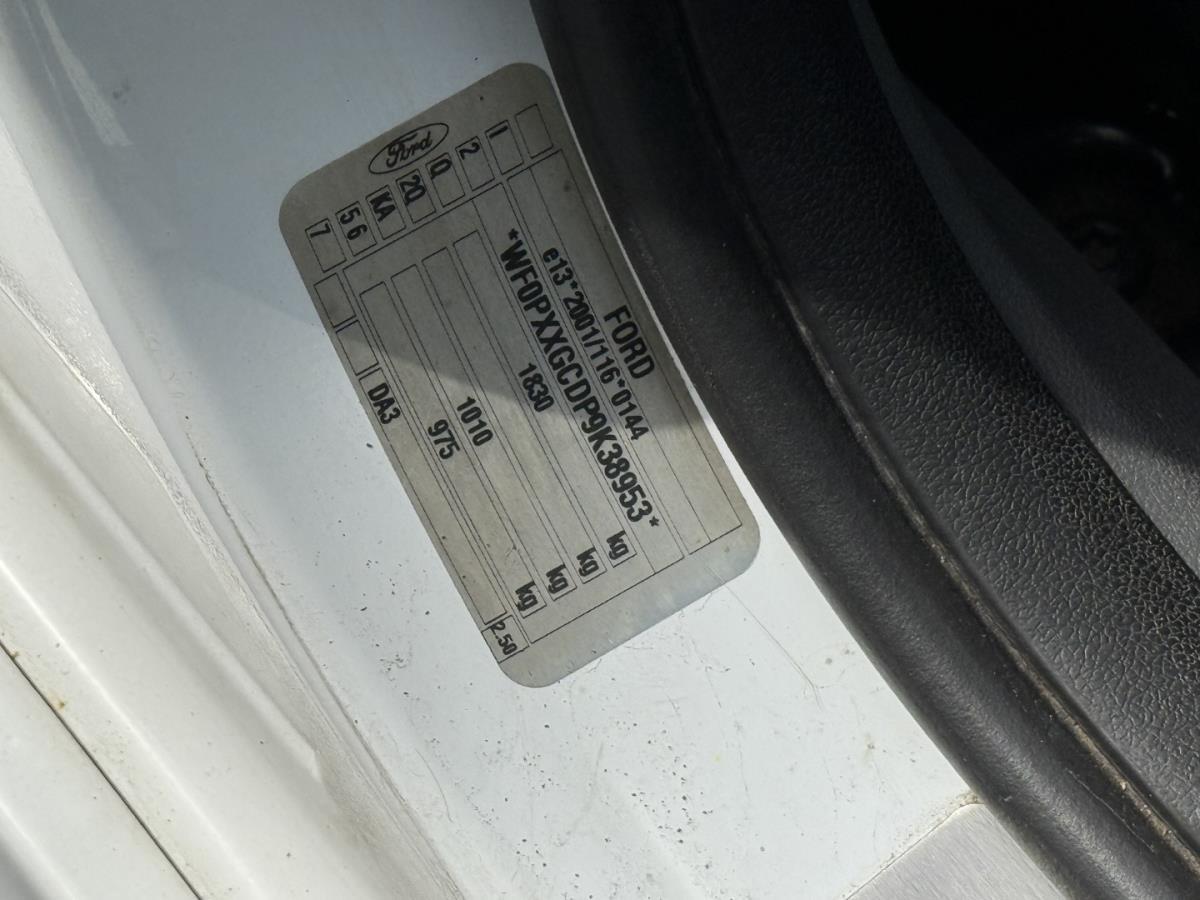 Ford
FORD
e13*2001/116*0144
*WF0PXXGCDP9K38953*
1830 kg
kg
1010 kg
975 kg
1
2
Q
2Q
KA
5 6
7
DA3
2.50